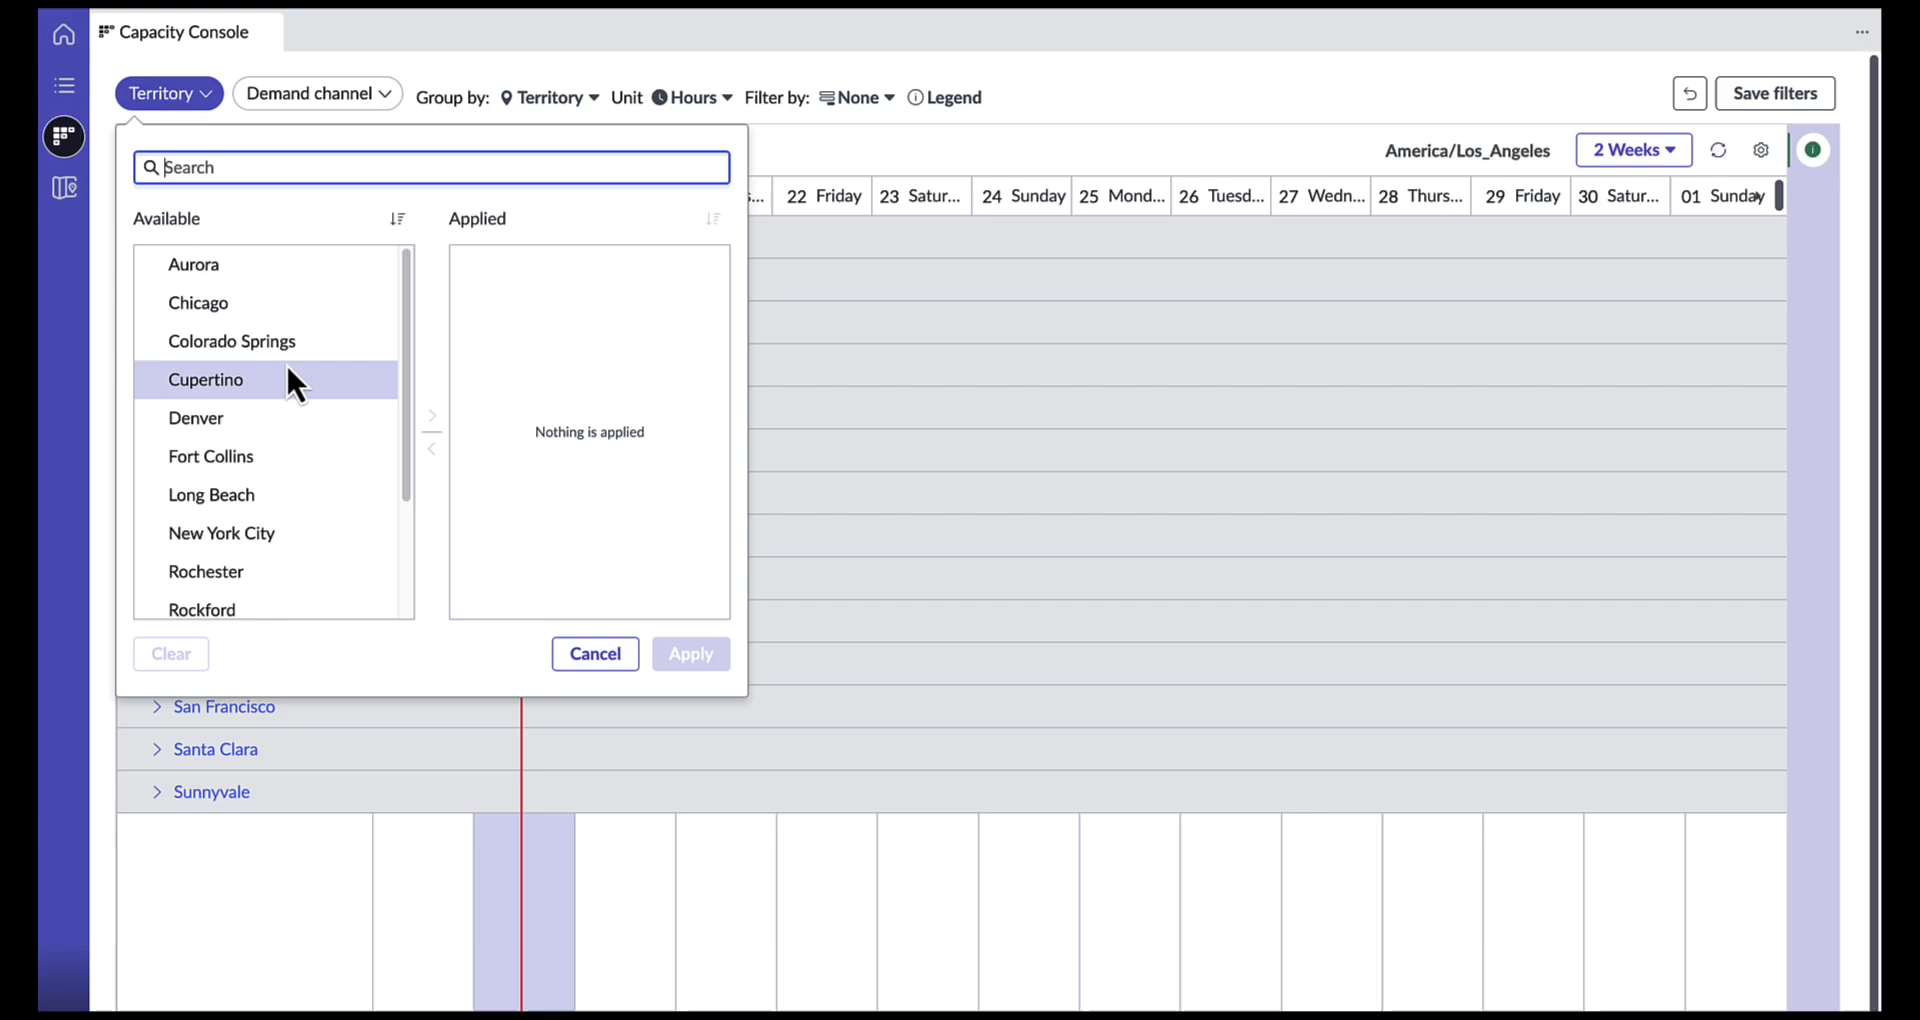 Capacity Console
Territory
Demand channel
Group by: Territory Unit Hours Filter by: None Legend
Save filters
Search
America/Los_Angeles
2 Weeks
s...
22 Friday
23 Satur...
24 Sunday
25 Mond...
26 Tuesd...
27 Wedn...
28 Thurs...
29 Friday
30 Satur...
01 Sunday
Available
Applied
Aurora
Chicago
Colorado Springs
Cupertino
Denver
Fort Collins
Long Beach
New York City
Rochester
Rockford
Nothing is applied
Clear
Cancel
Apply
San Francisco
Santa Clara
Sunnyvale